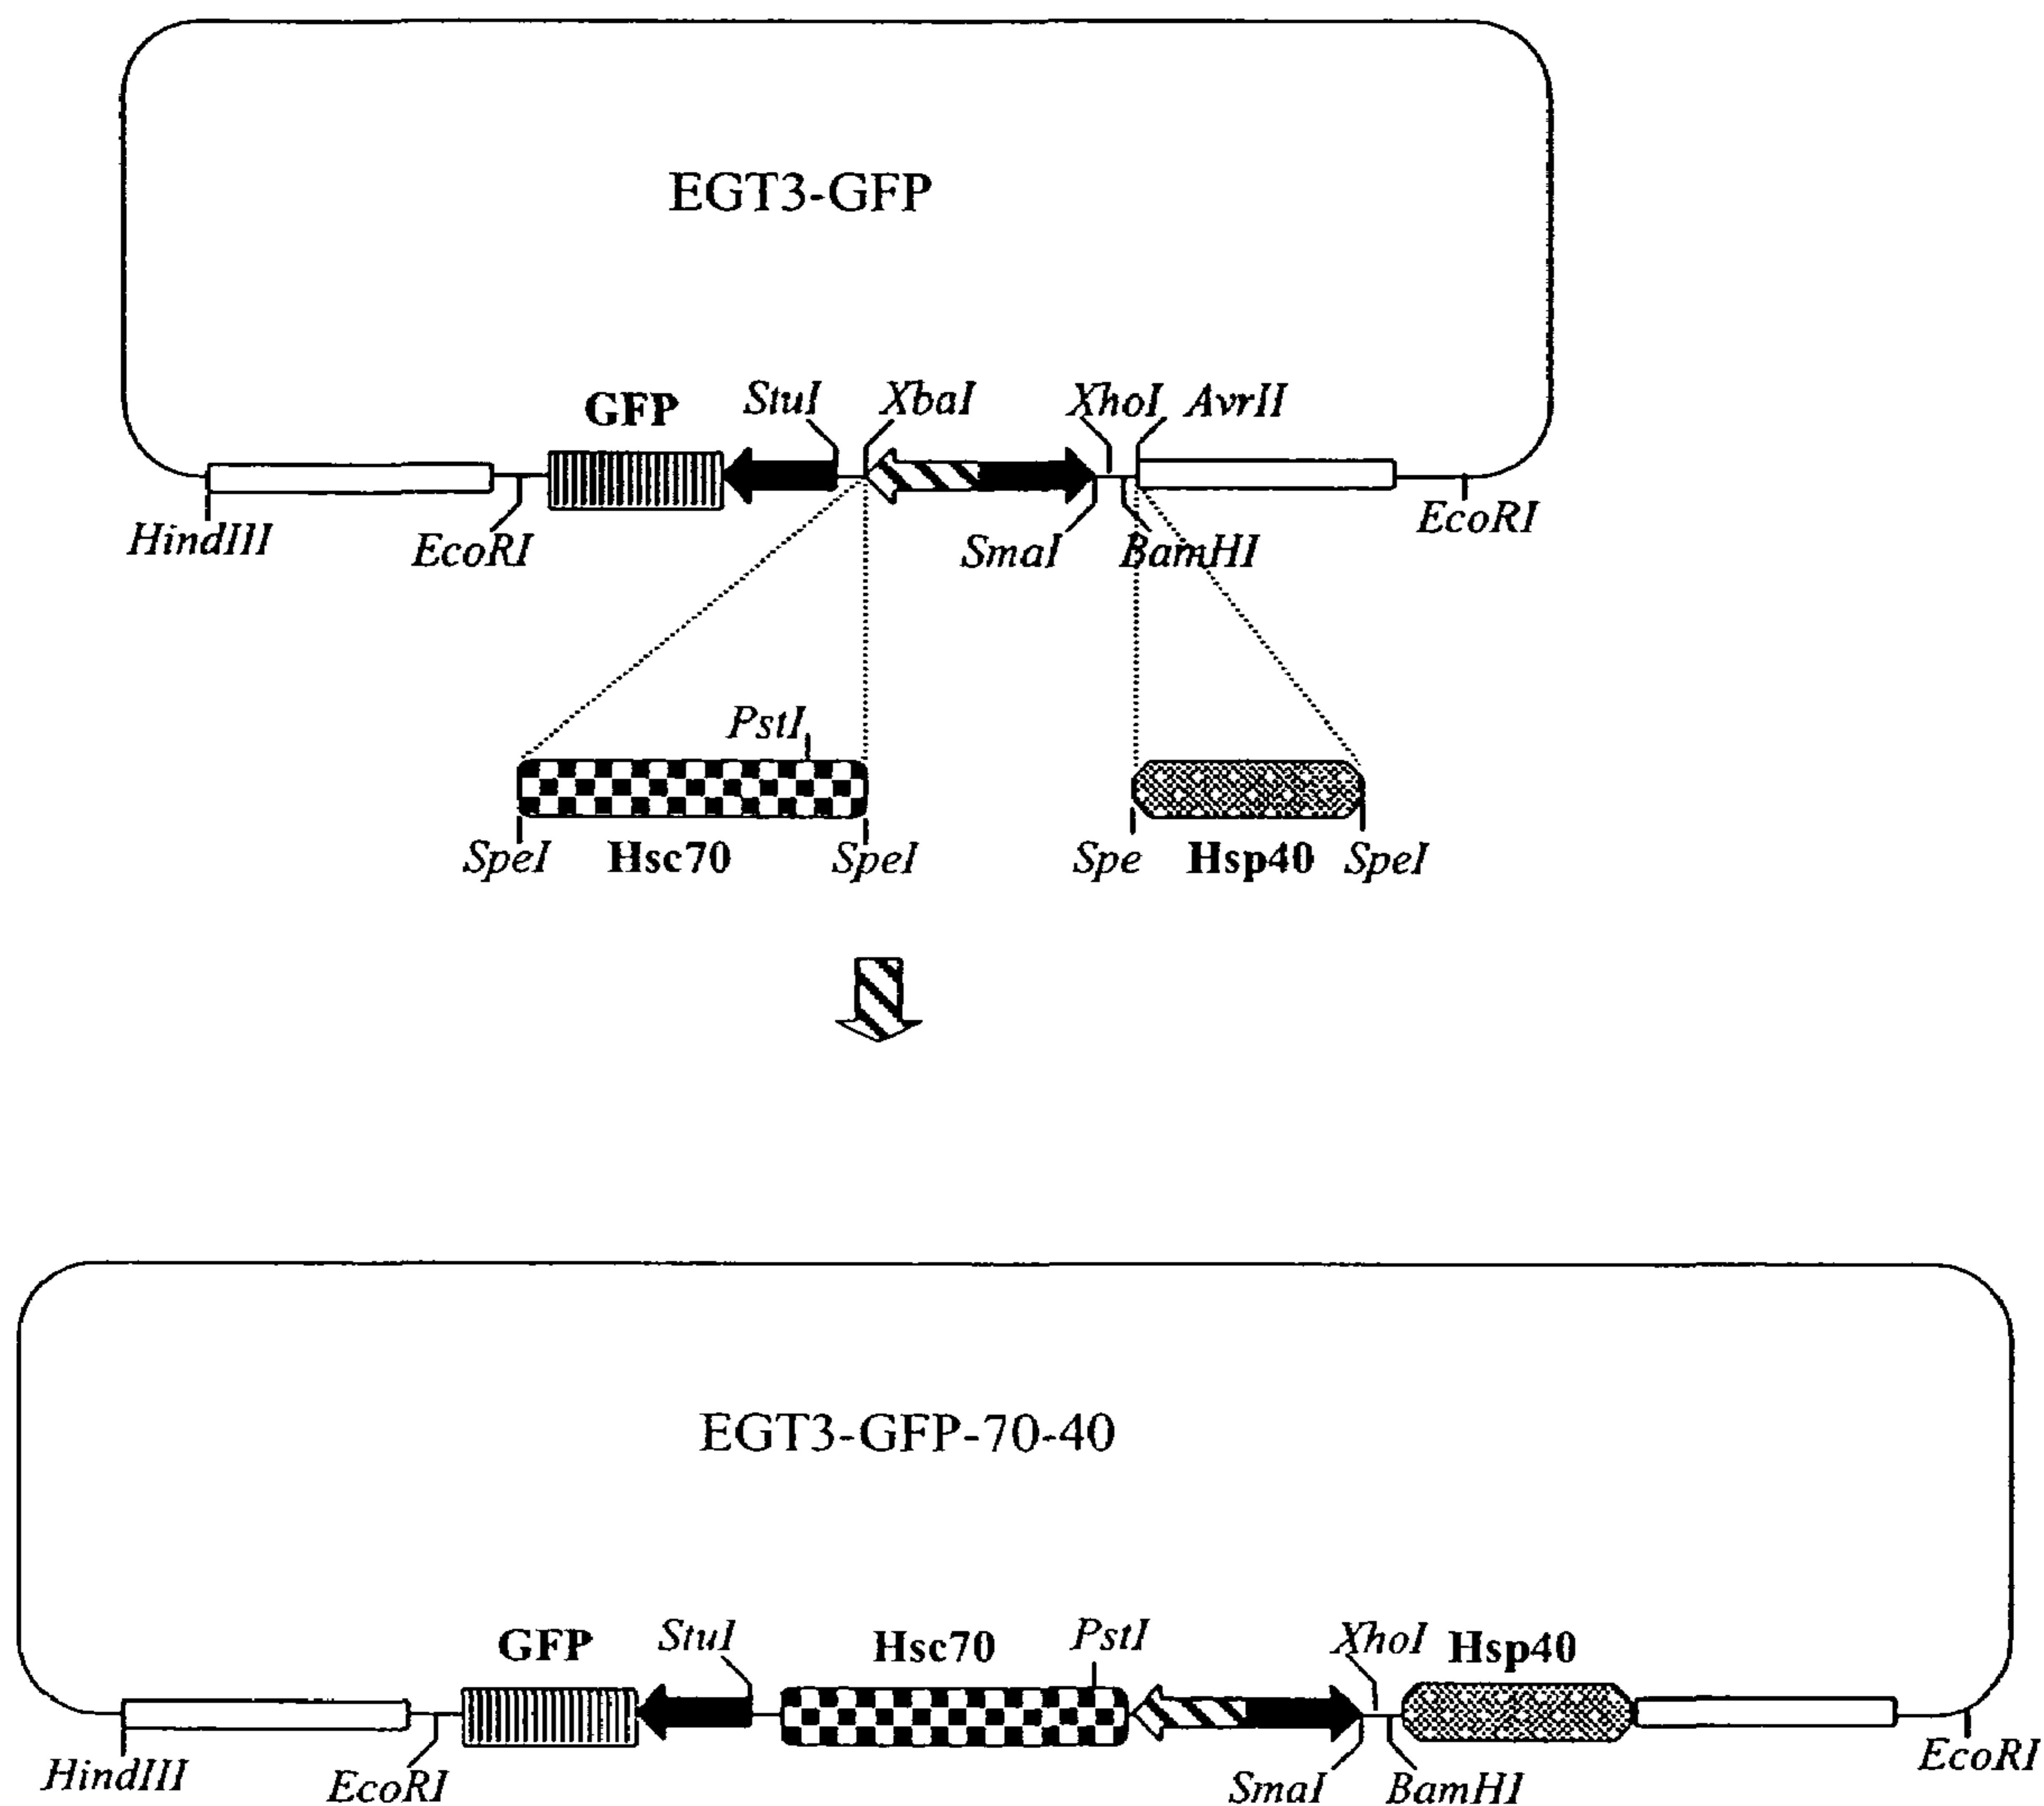 EGT3-GFP
GFP StuI XbaI XhoI AvrII
HindIII EcoRI SmaI BamHI EcoRI
PstI
SpeI Hsc70 SpeI Spe Hsp40 SpeI
EGT3-GFP-70-40
GFP StuI Hsc70 PstI XhoI Hsp40
HindIII EcoRI SmaI BamHI EcoRI